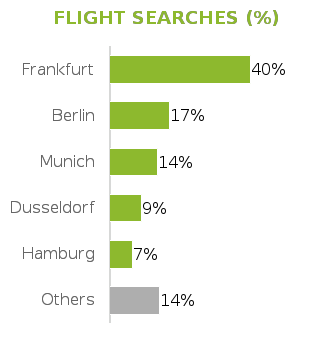 FLIGHT SEARCHES (%)
Frankfurt 40%
Berlin 17%
Munich 14%
Dusseldorf 9%
Hamburg 7%
Others 14%